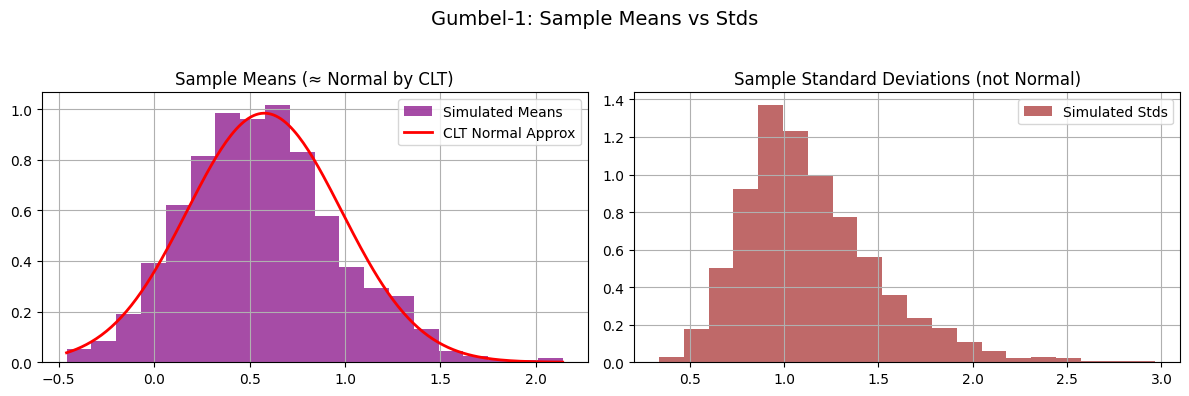 Gumbel-1: Sample Means vs Stds
Sample Means (≈ Normal by CLT)
Simulated Means
CLT Normal Approx
1.0
0.8
0.6
0.4
0.2
0.0
−0.5 0.0 0.5 1.0 1.5 2.0
Sample Standard Deviations (not Normal)
Simulated Stds
1.4
1.2
1.0
0.8
0.6
0.4
0.2
0.0
0.5 1.0 1.5 2.0 2.5 3.0